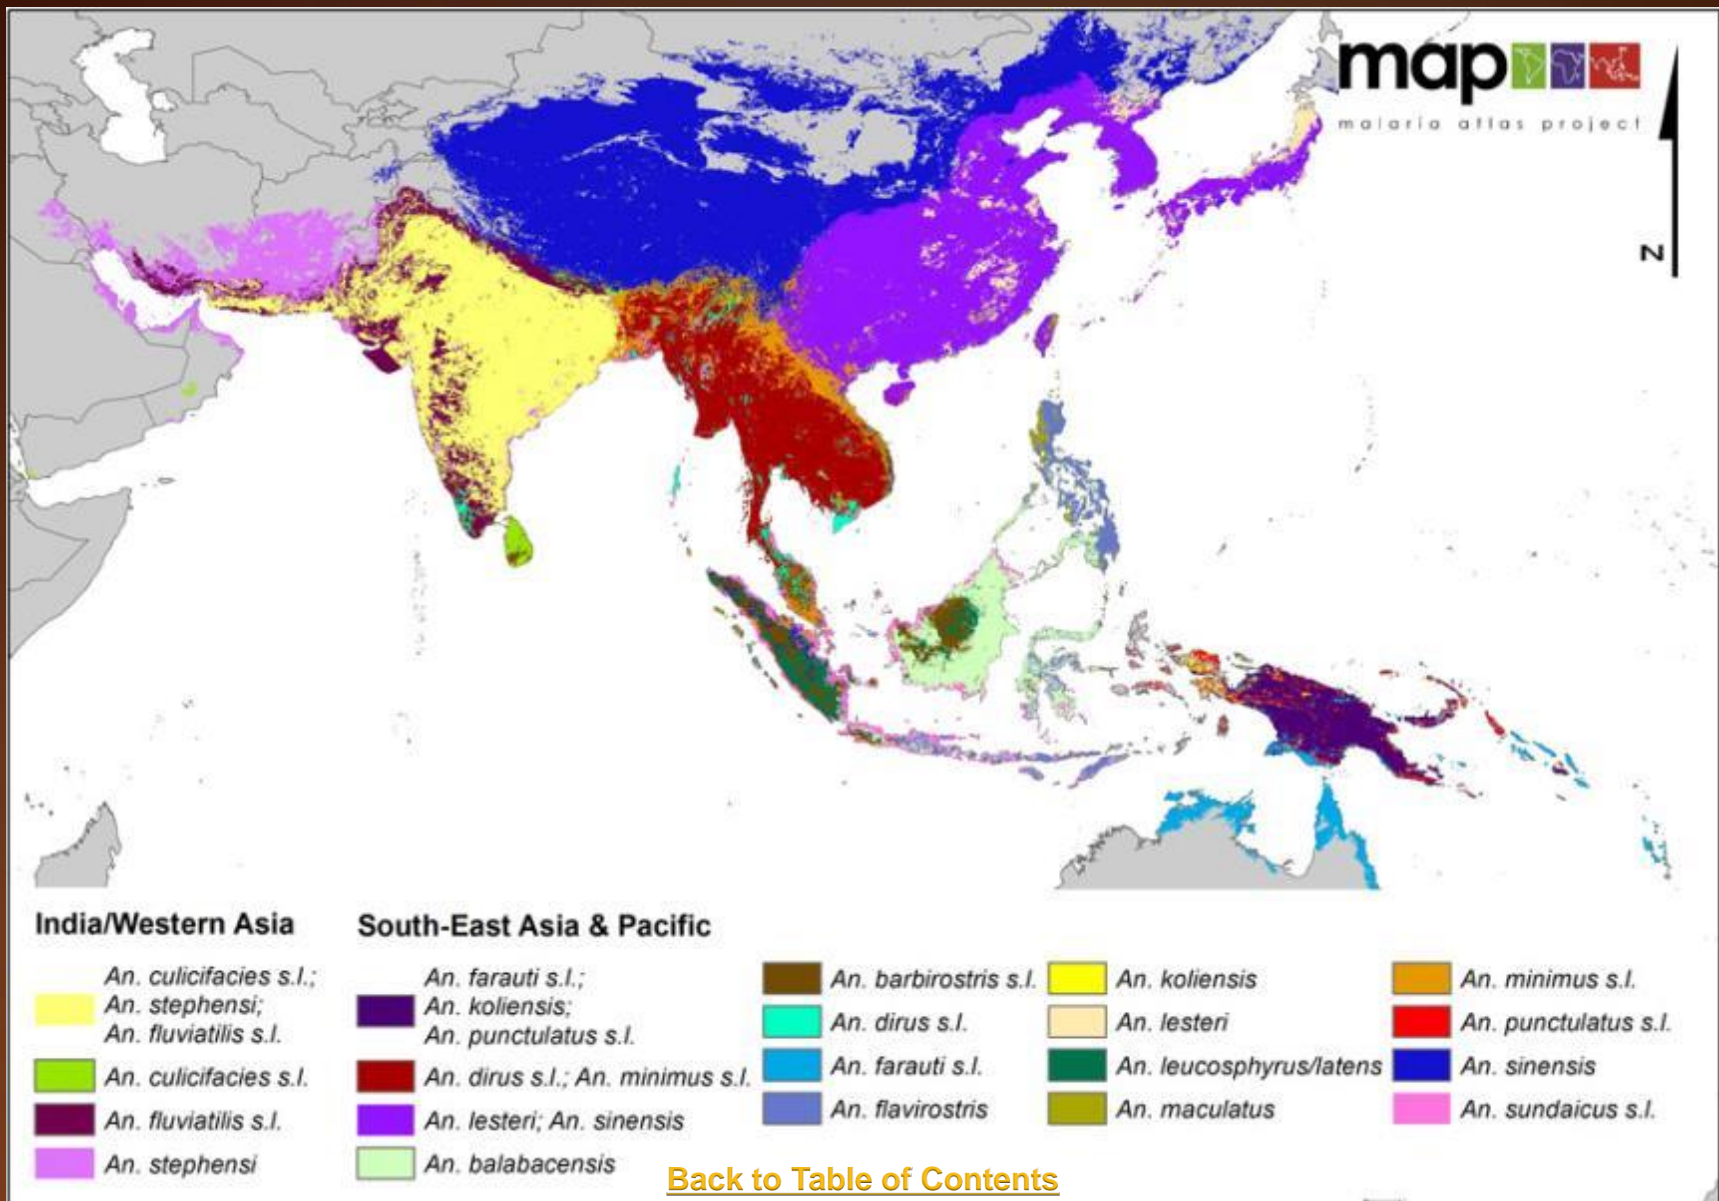 map
malaria atlas project
N
India/Western Asia
An. culicifacies s.l.;
An. stephensi;
An. fluviatilis s.l.
An. culicifacies s.l.
An. fluviatilis s.l.
An. stephensi
South-East Asia & Pacific
An. farauti s.l.;
An. koliensis;
An. punctulatus s.l.
An. dirus s.l.; An. minimus s.l.
An. lesteri; An. sinensis
An. balabacensis
An. barbirostris s.l.
An. dirus s.l.
An. farauti s.l.
An. flavirostris
An. koliensis
An. lesteri
An. leucosphyrus/latens
An. maculatus
An. minimus s.l.
An. punctulatus s.l.
An. sinensis
An. sundaicus s.l.
Back to Table of Contents